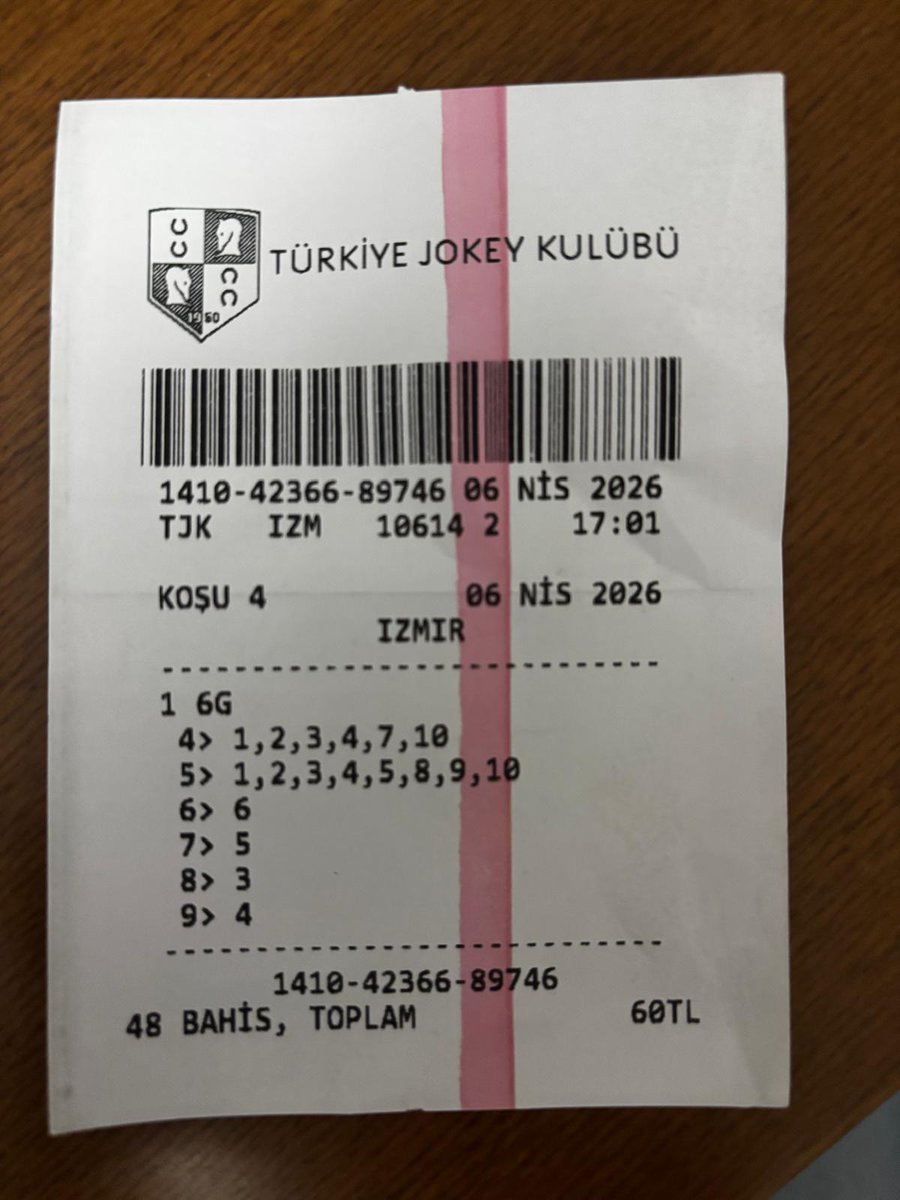 C C
C C
1950
TÜRKİYE JOKEY KULÜBÜ
1410-42366-89746 06 NİS 2026
TJK IZM 10614 2 17:01
KOŞU 4 06 NİS 2026
IZMIR
1 6G
4> 1,2,3,4,7,10
5> 1,2,3,4,5,8,9,10
6> 6
7> 5
8> 3
9> 4
1410-42366-89746
48 BAHİS, TOPLAM 60TL